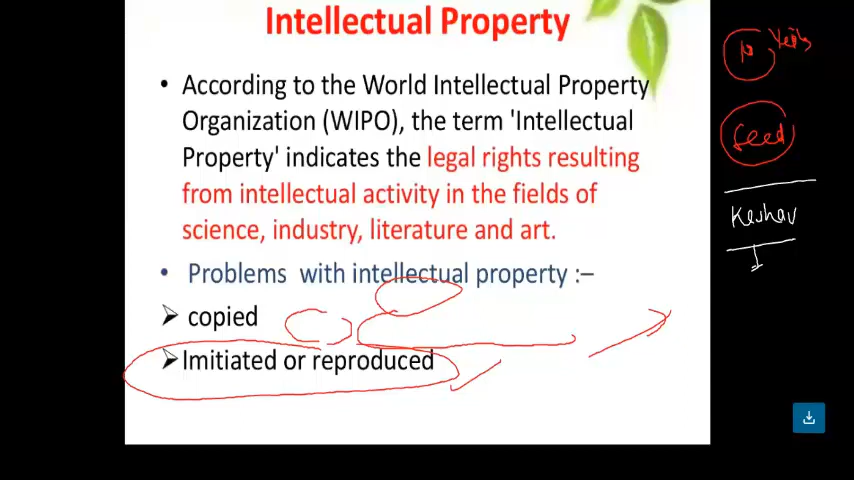 Intellectual Property
• According to the World Intellectual Property
Organization (WIPO), the term 'Intellectual
Property' indicates the legal rights resulting
from intellectual activity in the fields of
science, industry, literature and art.
• Problems with intellectual property :–
➢ copied
➢ Imitiated or reproduced
10
Seed
Keshav